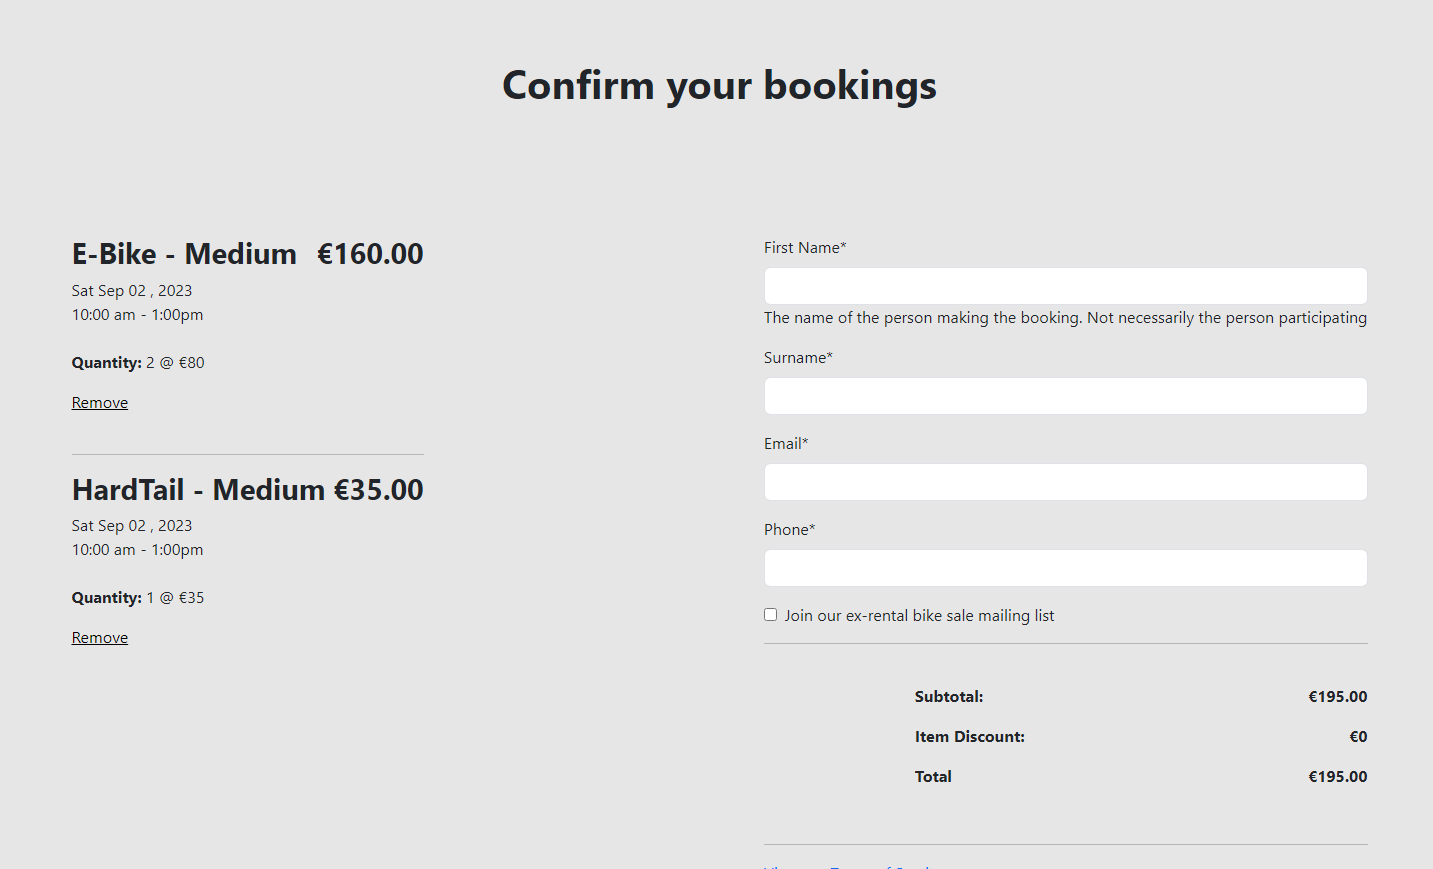 Confirm your bookings
E-Bike - Medium €160.00
Sat Sep 02 , 2023
10:00 am - 1:00pm
Quantity: 2 @ €80
Remove
HardTail - Medium €35.00
Sat Sep 02 , 2023
10:00 am - 1:00pm
Quantity: 1 @ €35
Remove
First Name*
The name of the person making the booking. Not necessarily the person participating
Surname*
Email*
Phone*
Join our ex-rental bike sale mailing list
Subtotal: €195.00
Item Discount: €0
Total €195.00